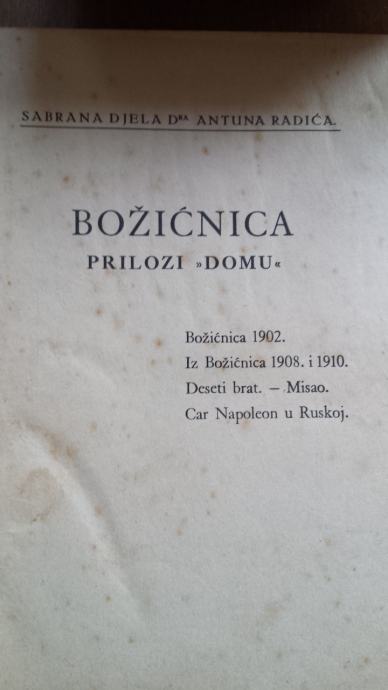 SABRANA DJELA DRA ANTUNA RADIĆA.
BOŽIĆNICA
PRILOZI »DOMU«
Božićnica 1902.
Iz Božićnica 1908. i 1910.
Deseti brat. — Misao.
Car Napoleon u Ruskoj.